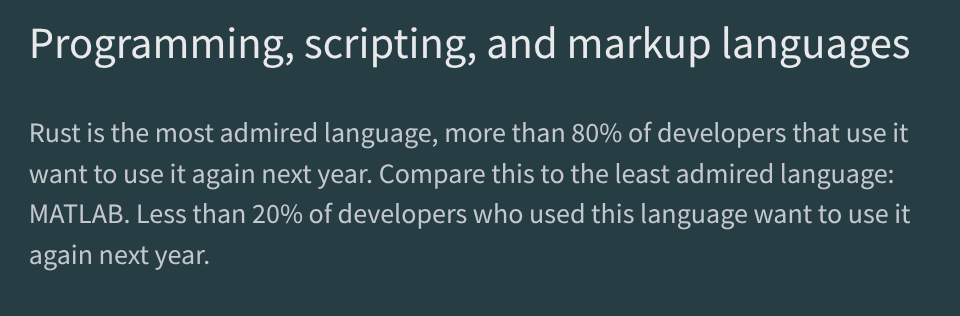 Programming, scripting, and markup languages
Rust is the most admired language, more than 80% of developers that use it
want to use it again next year. Compare this to the least admired language:
MATLAB. Less than 20% of developers who used this language want to use it
again next year.